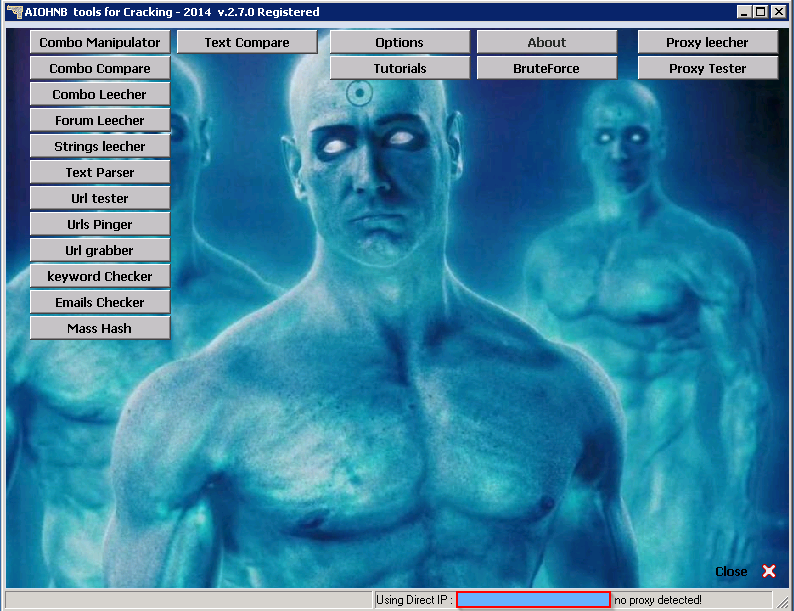 AIOHNB tools for Cracking - 2014 v.2.7.0 Registered
Combo Manipulator
Text Compare
Options
About
Proxy leecher
Combo Compare
Tutorials
BruteForce
Proxy Tester
Combo Leecher
Forum Leecher
Strings leecher
Text Parser
Url tester
Urls Pinger
Url grabber
keyword Checker
Emails Checker
Mass Hash
Close
Using Direct IP :
no proxy detected!